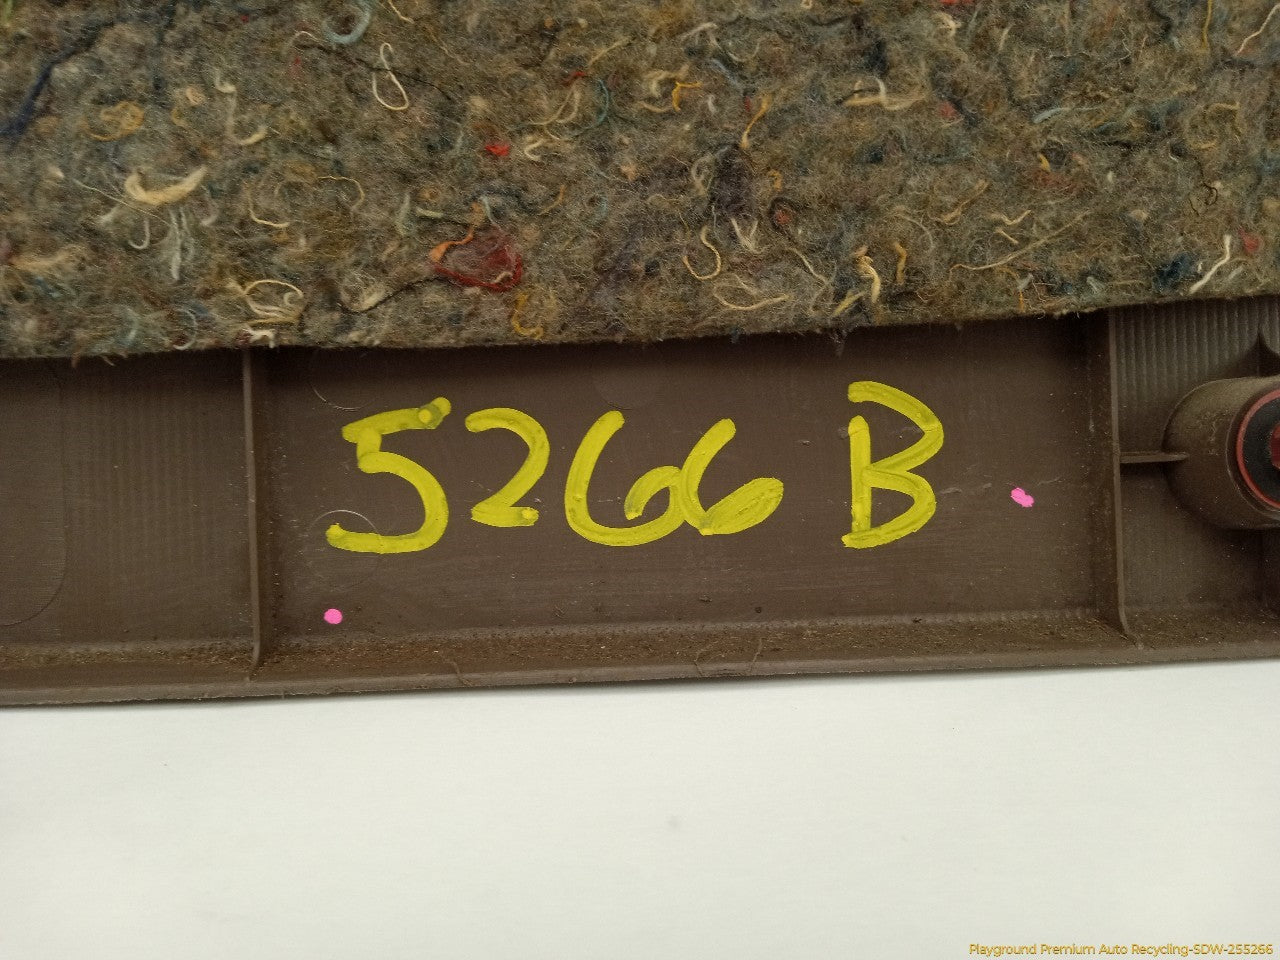 5266 B
Playground Premium Auto Recycling-SDW-255266